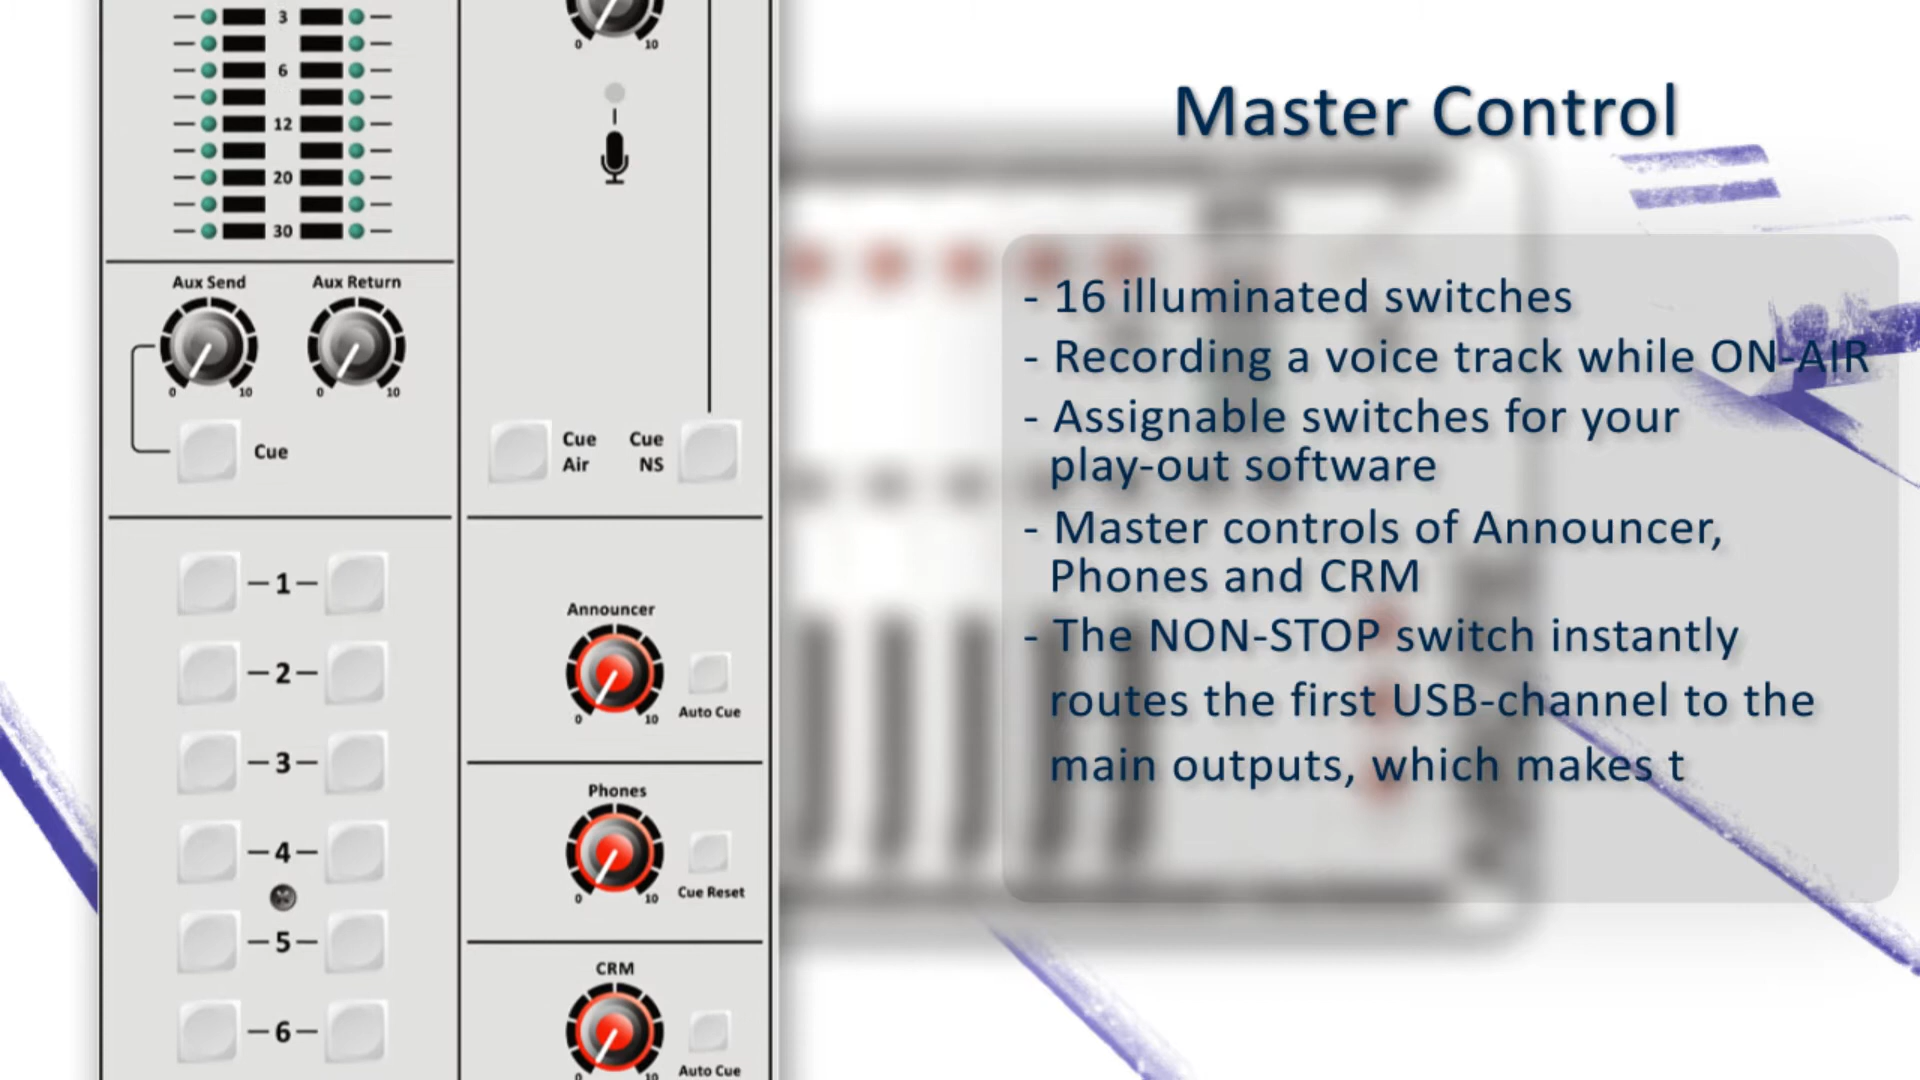 3
6
12
20
30
Aux Send
Aux Return
0 10
0 10
Cue
1
2
3
4
5
6
0 10
Cue Air
Cue NS
Announcer
0 10
Auto Cue
Phones
0 10
Cue Reset
CRM
0 10
Auto Cue
Master Control
- 16 illuminated switches
- Recording a voice track while ON-AIR
- Assignable switches for your
play-out software
- Master controls of Announcer,
Phones and CRM
- The NON-STOP switch instantly
routes the first USB-channel to the
main outputs, which makes t